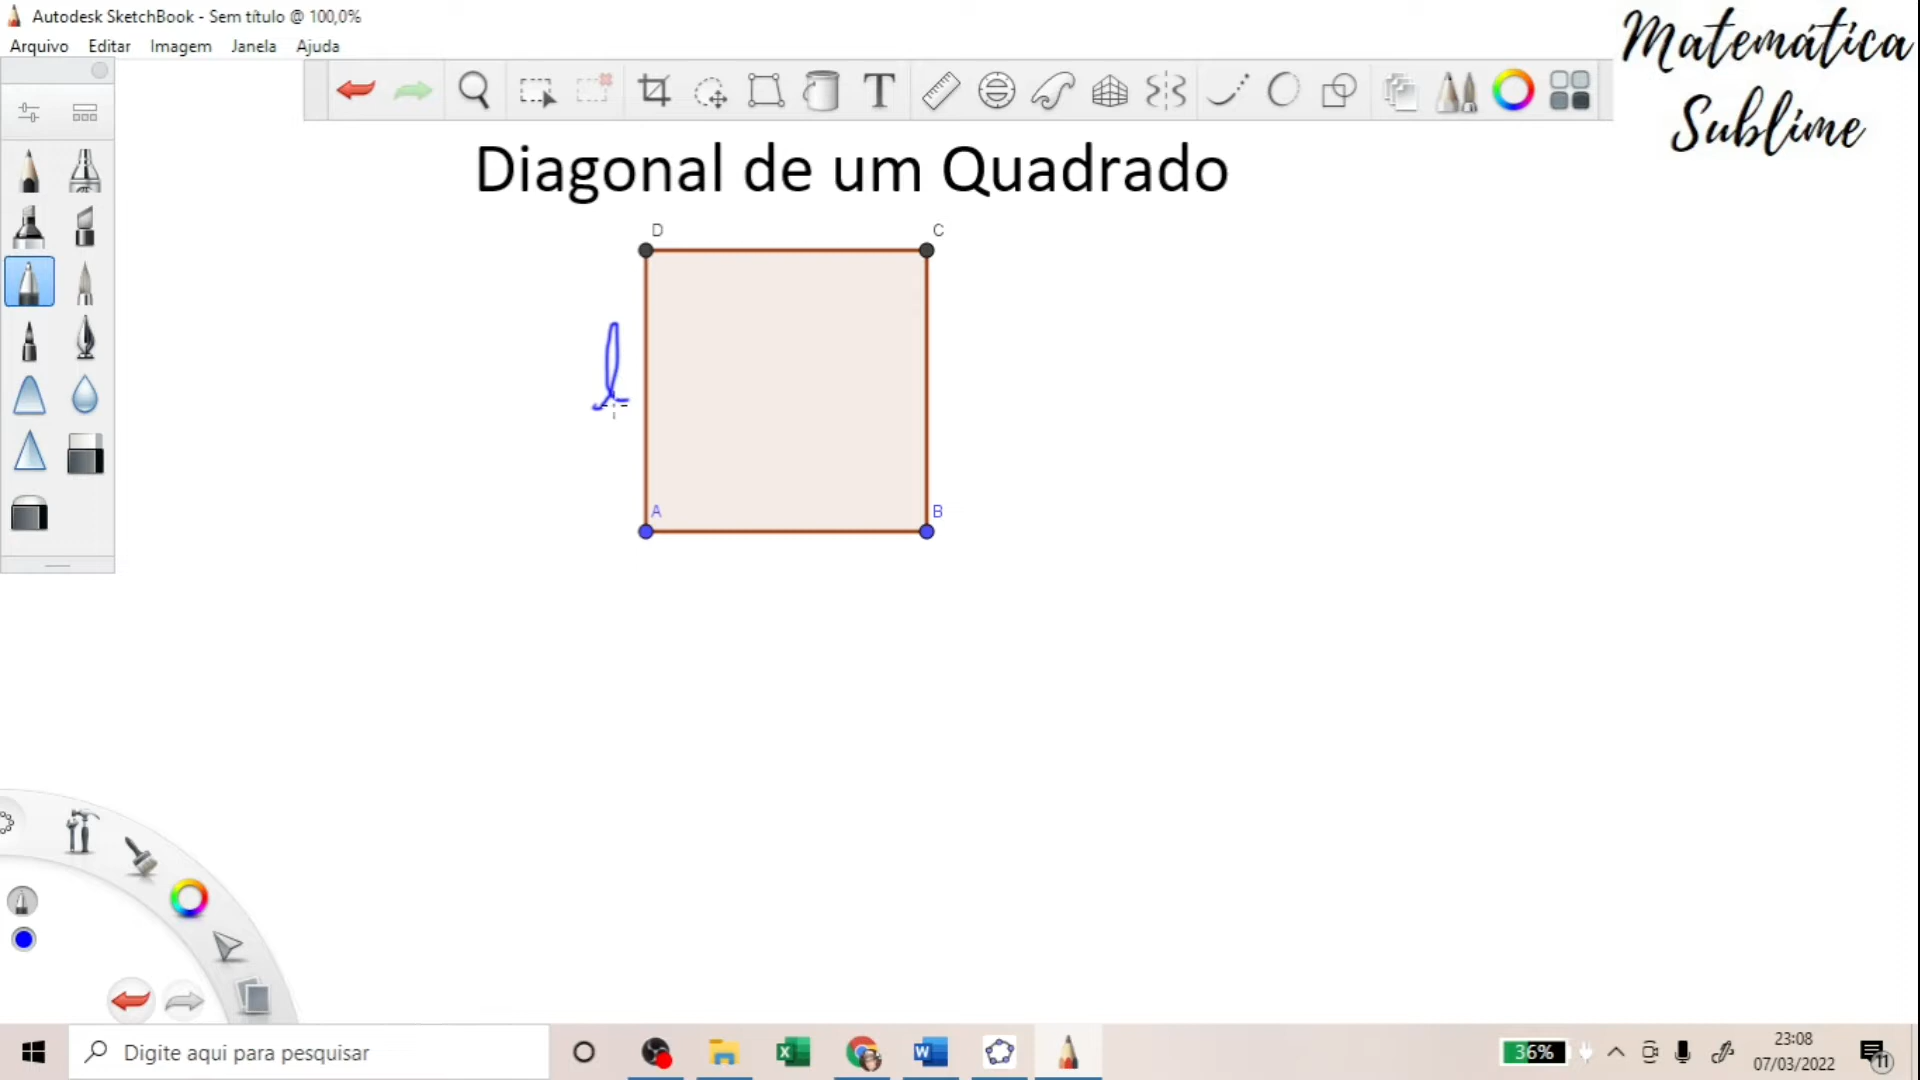 Autodesk SketchBook - Sem título @ 100,0%
Arquivo Editar Imagem Janela Ajuda
Matemática
Sublime
T
Diagonal de um Quadrado
D C
l
A B
Digite aqui para pesquisar
36%
23:08
07/03/2022
11